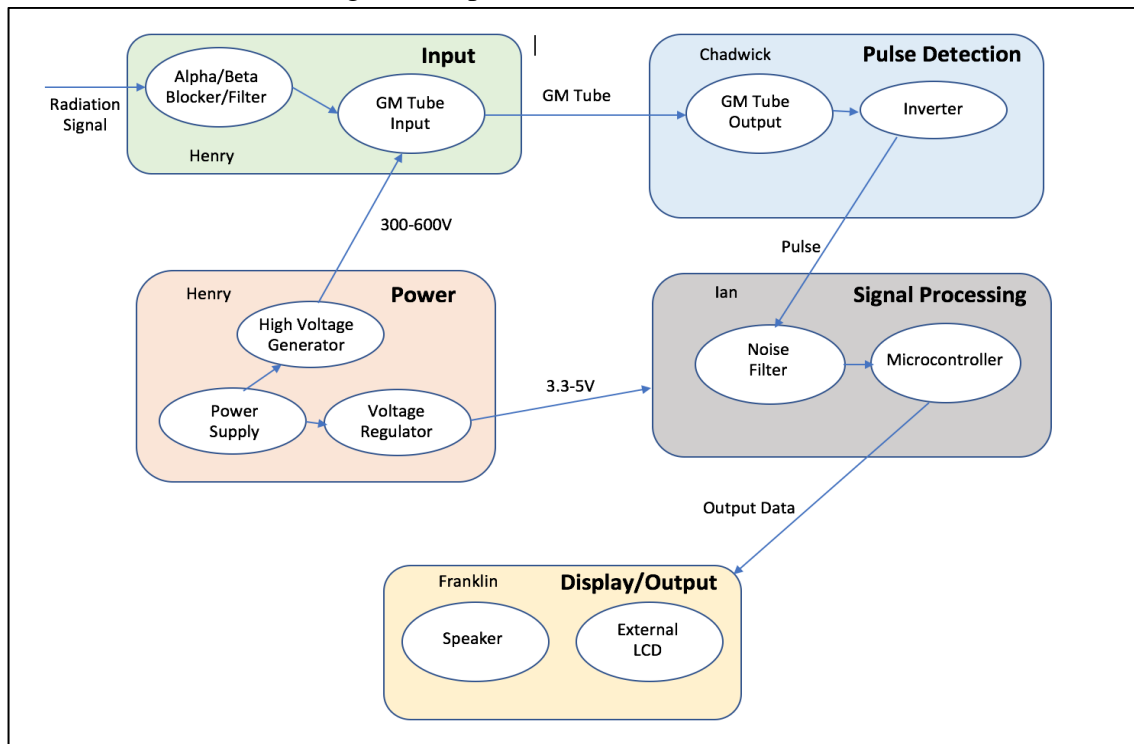 Input
Alpha/Beta
Blocker/Filter
GM Tube
Input
Radiation
Signal
Henry
GM Tube
Chadwick
Pulse Detection
GM Tube
Output
Inverter
300-600V
Pulse
Henry
Power
High Voltage
Generator
Power
Supply
Voltage
Regulator
3.3-5V
Ian
Signal Processing
Noise
Filter
Microcontroller
Output Data
Franklin
Display/Output
Speaker
External
LCD